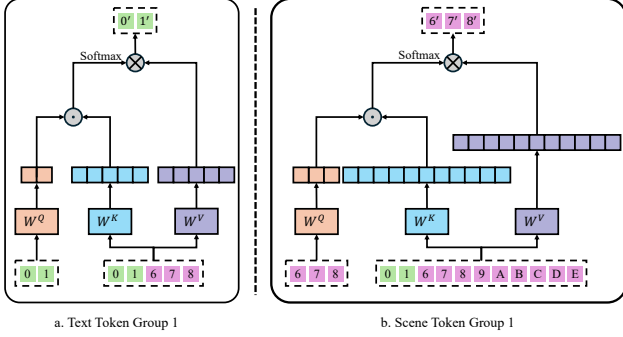 0′ 1′
6′ 7′ 8′
Softmax
Softmax
W^Q W^K W^V
W^Q W^K W^V
0 1
0 1 6 7 8
6 7 8
0 1 6 7 8 9 A B C D E
a. Text Token Group 1
b. Scene Token Group 1